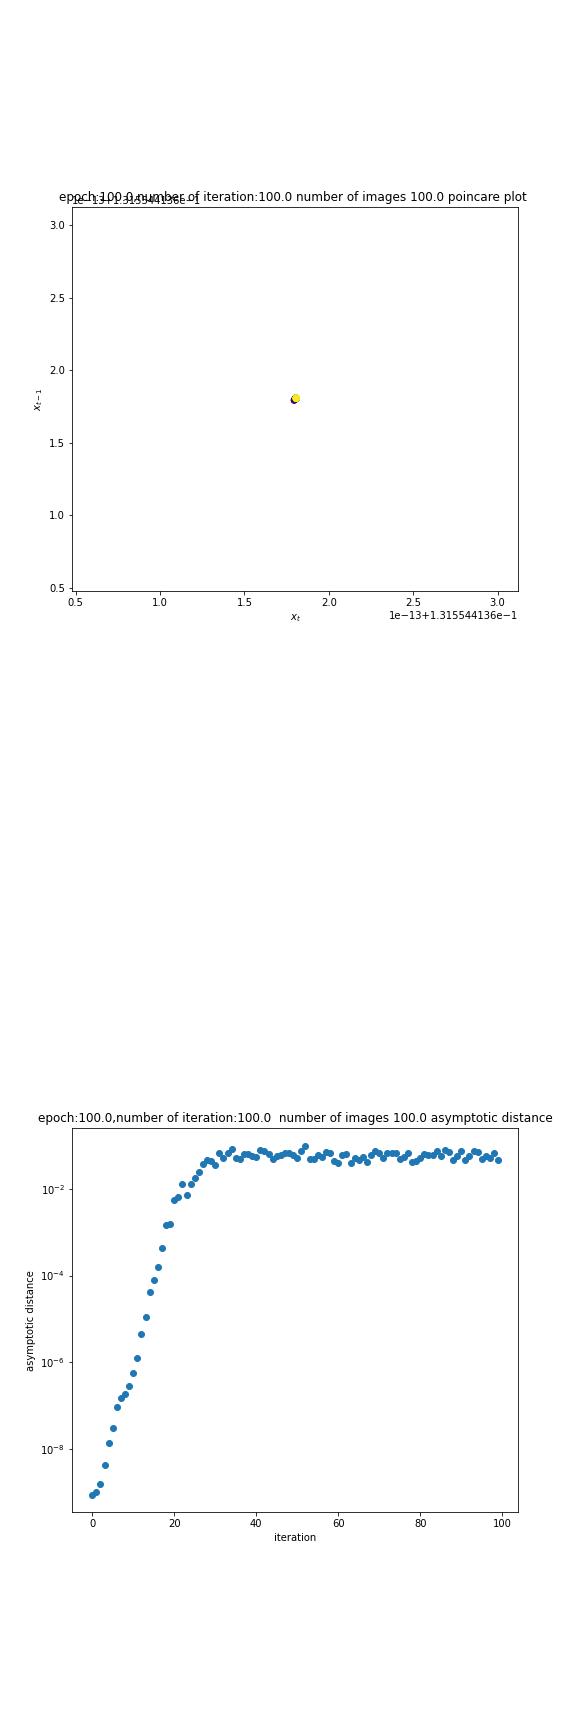 epoch:100.0,number of iteration:100.0 number of images 100.0 poincare plot
1e−13+1.315544136e−1
3.0
2.5
2.0
1.5
1.0
0.5
x_{t−1}
0.5 1.0 1.5 2.0 2.5 3.0
x_t
1e−13+1.315544136e−1
epoch:100.0,number of iteration:100.0  number of images 100.0 asymptotic distance
10^{−2}
10^{−4}
10^{−6}
10^{−8}
asymptotic distance
0 20 40 60 80 100
iteration